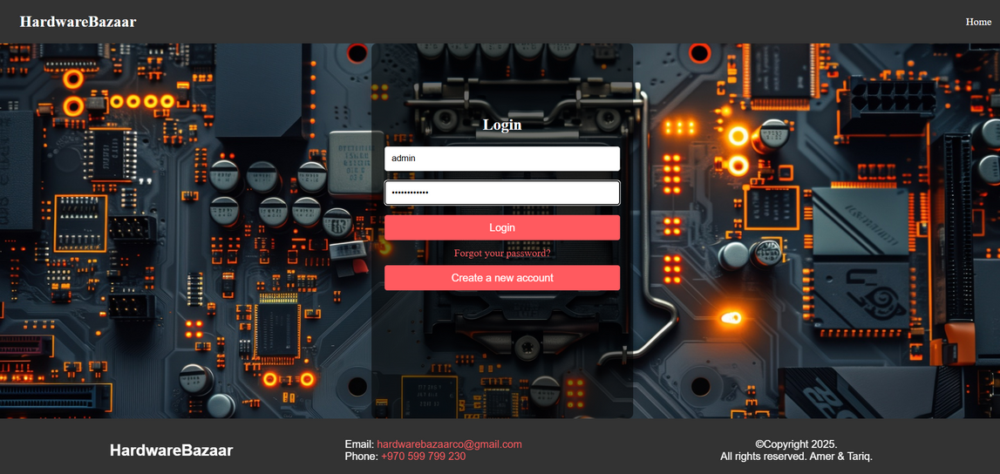 HardwareBazaar
Home
Login
admin
••••••••••••
Login
Forgot your password?
Create a new account
HardwareBazaar
Email: hardwarebazaarco@gmail.com
Phone: +970 599 799 230
©Copyright 2025.
All rights reserved. Amer & Tariq.